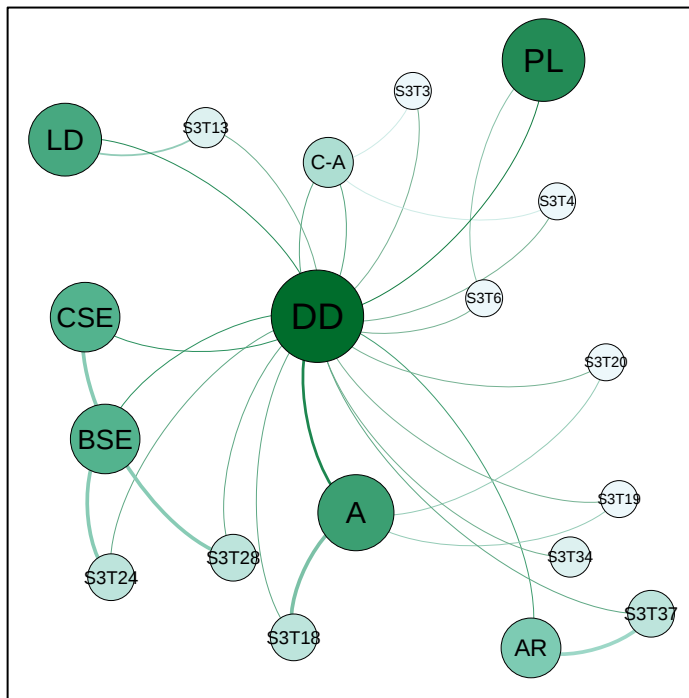 PL
S3T3
S3T13
LD
C-A
S3T4
S3T6
DD
CSE
S3T20
BSE
S3T19
A
S3T28
S3T34
S3T24
S3T37
S3T18
AR